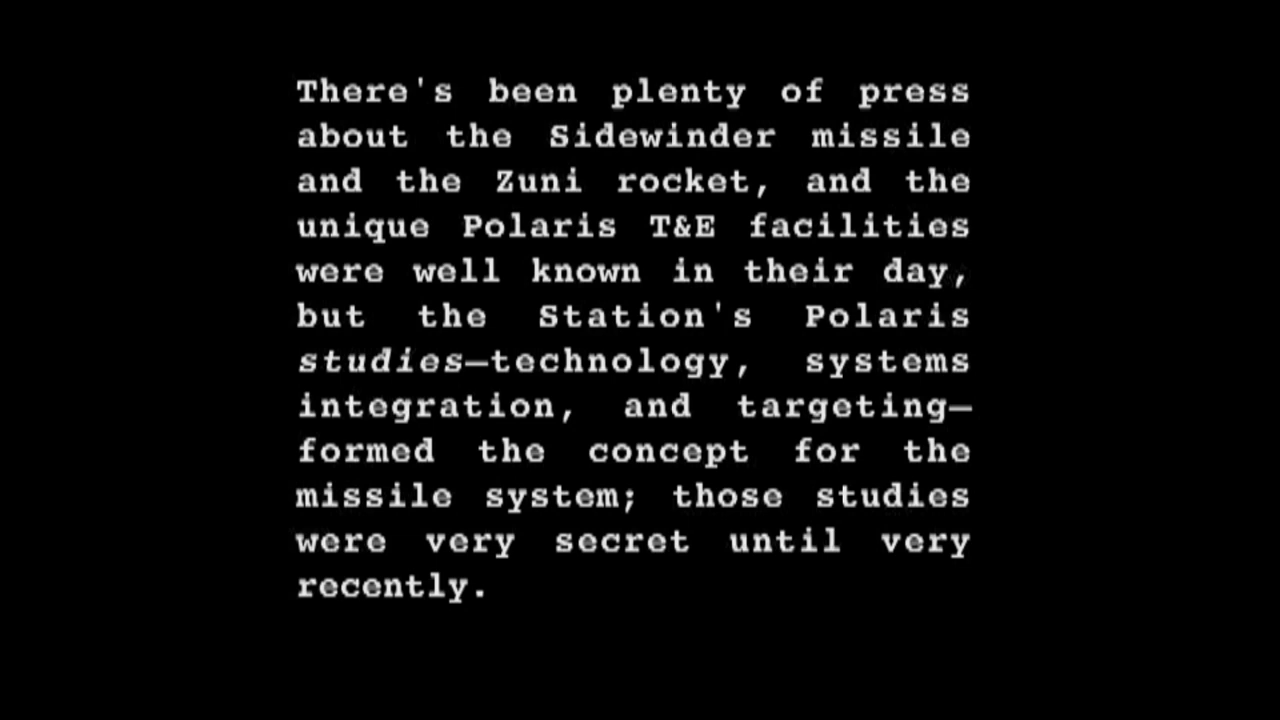 There's been plenty of press
about the Sidewinder missile
and the Zuni rocket, and the
unique Polaris T&E facilities
were well known in their day,
but the Station's Polaris
studies—technology, systems
integration, and targeting—
formed the concept for the
missile system; those studies
were very secret until very
recently.